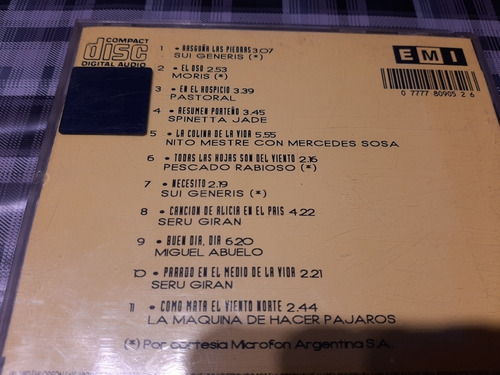 COMPACT
disc
DIGITAL AUDIO
EMI
0 7777 80905 2 6
1 • RASGUÑA LAS PIEDRAS 3.07
SUI GENERIS (*)
2 • EL OSO 2.53
MORIS (*)
3 • EN EL HOSPICIO 3.39
PASTORAL
4 • RESUMEN PORTEÑO 3.45
SPINETTA JADE
5 • LA COLINA DE LA VIDA 5.55
NITO MESTRE CON MERCEDES SOSA
6 • TODAS LAS HOJAS SON DEL VIENTO 2.16
PESCADO RABIOSO (*)
7 • NECESITO 2.19
SUI GENERIS (*)
8 • CANCION DE ALICIA EN EL PAIS 4.22
SERU GIRAN
9 • BUEN DIA, DIA 6.20
MIGUEL ABUELO
10 • PARADO EN EL MEDIO DE LA VIDA 2.21
SERU GIRAN
11 • COMO MATA EL VIENTO NORTE 2.44
LA MAQUINA DE HACER PAJAROS
(*) Por cortesia Microfon Argentina S.A.